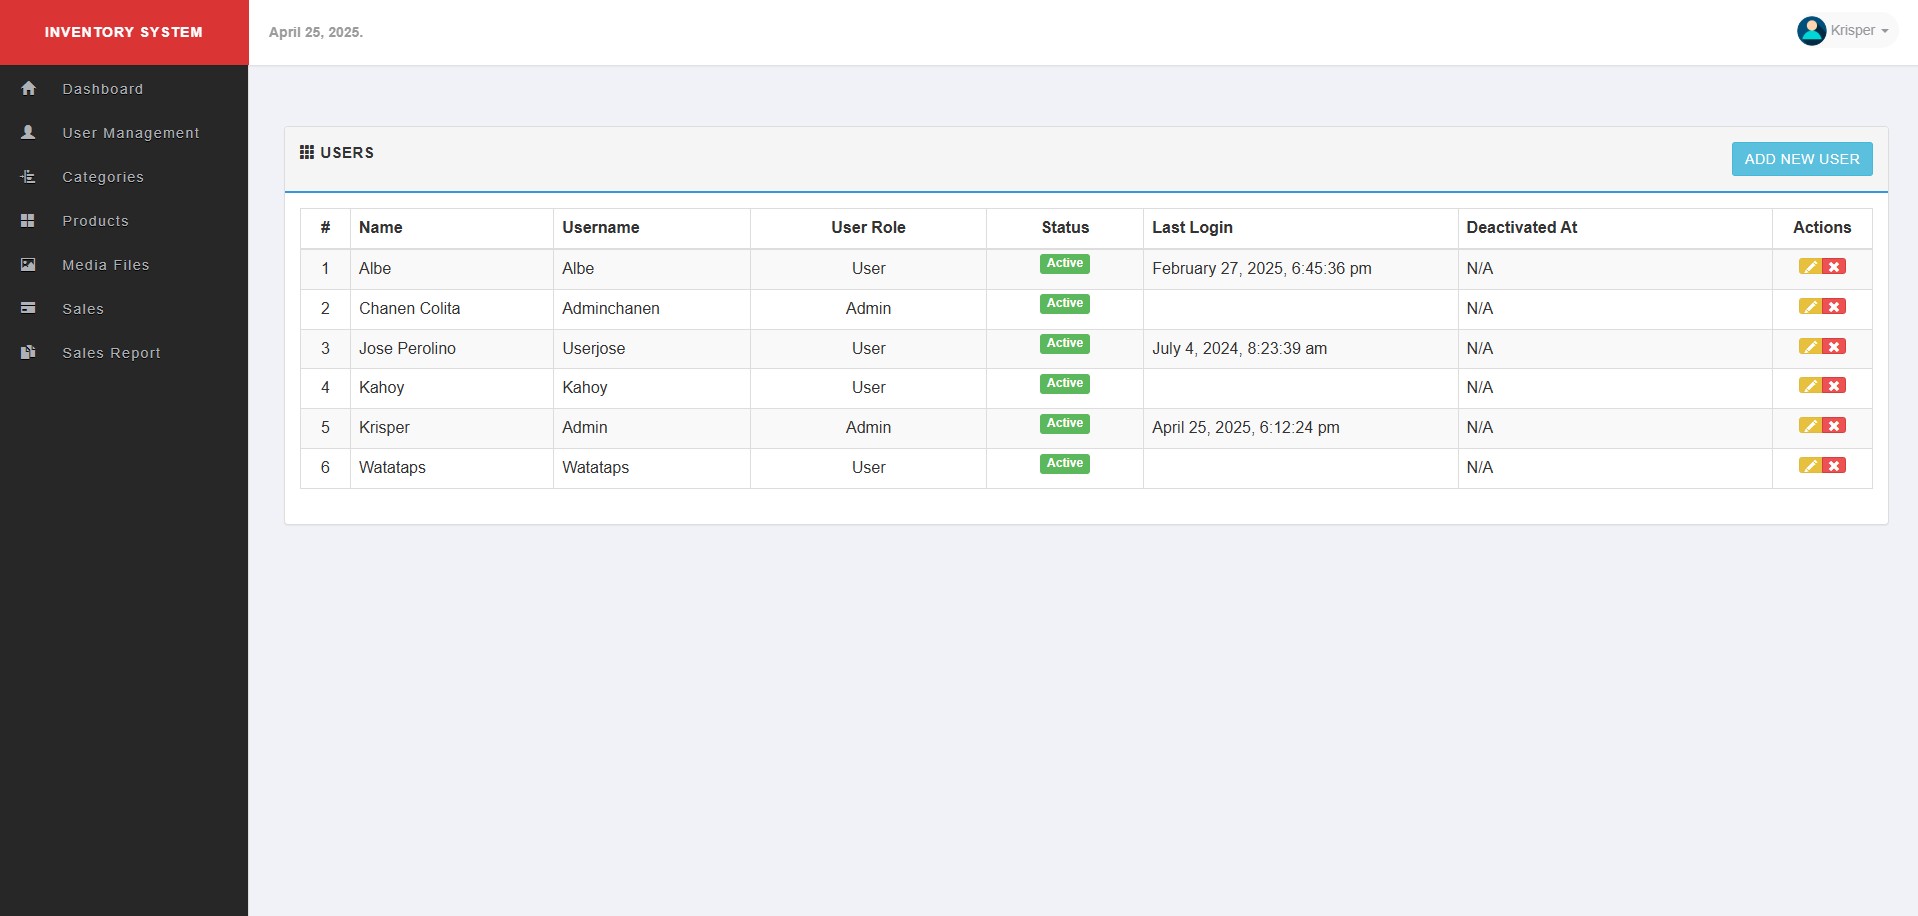 INVENTORY SYSTEM
April 25, 2025.
Krisper
Dashboard
User Management
Categories
Products
Media Files
Sales
Sales Report
USERS
ADD NEW USER
# Name Username User Role Status Last Login Deactivated At Actions
1 Albe Albe User Active February 27, 2025, 6:45:36 pm N/A
2 Chanen Colita Adminchanen Admin Active N/A
3 Jose Perolino Userjose User Active July 4, 2024, 8:23:39 am N/A
4 Kahoy Kahoy User Active N/A
5 Krisper Admin Admin Active April 25, 2025, 6:12:24 pm N/A
6 Watataps Watataps User Active N/A